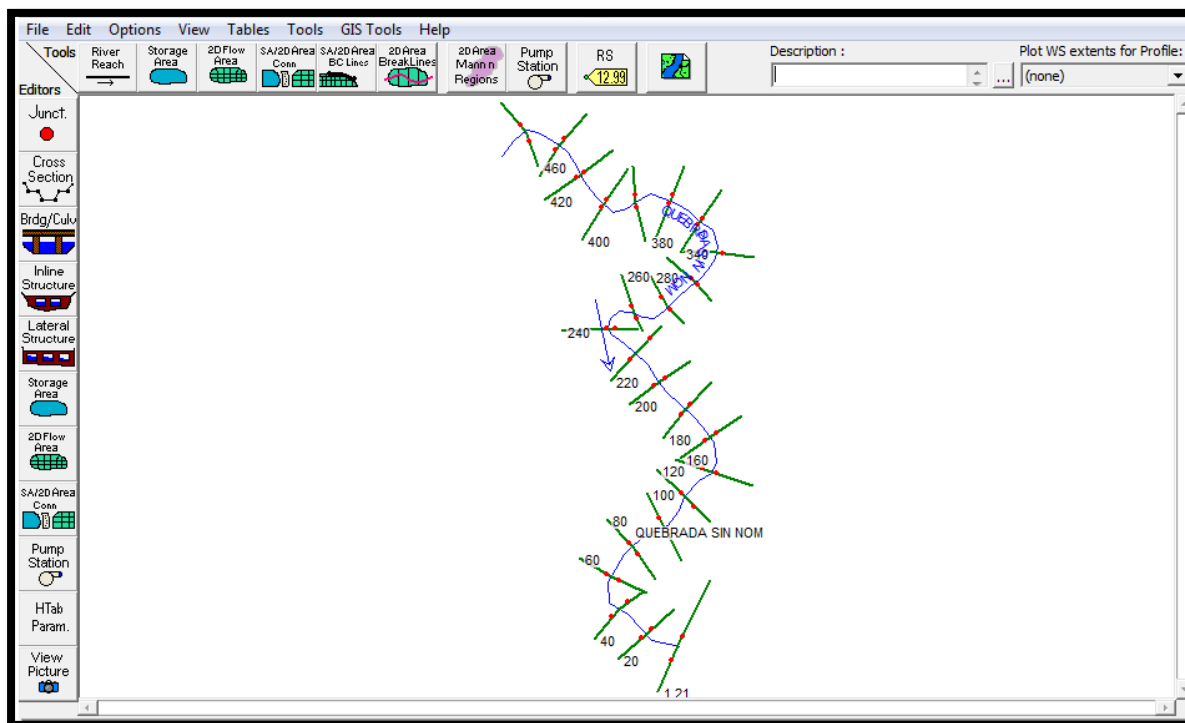 File Edit Options View Tables Tools GIS Tools Help
Tools
Editors
River
Reach
Storage
Area
2D Flow
Area
SA/2D Area
Conn
SA/2D Area
BC Lines
2D Area
BreakLines
2D Area
Mann n
Regions
Pump
Station
RS
12.99
Description :
...
Plot WS extents for Profile:
(none)
Junct.
Cross
Section
Brdg/Culv
Inline
Structure
Lateral
Structure
Storage
Area
2D Flow
Area
SA/2D Area
Conn
Pump
Station
HTab
Param.
View
Picture
460
420
400
380
QUEBRADA SIN NOM
340
280
260
240
220
200
180
160
120
100
QUEBRADA SIN NOM
80
60
40
20
1.21